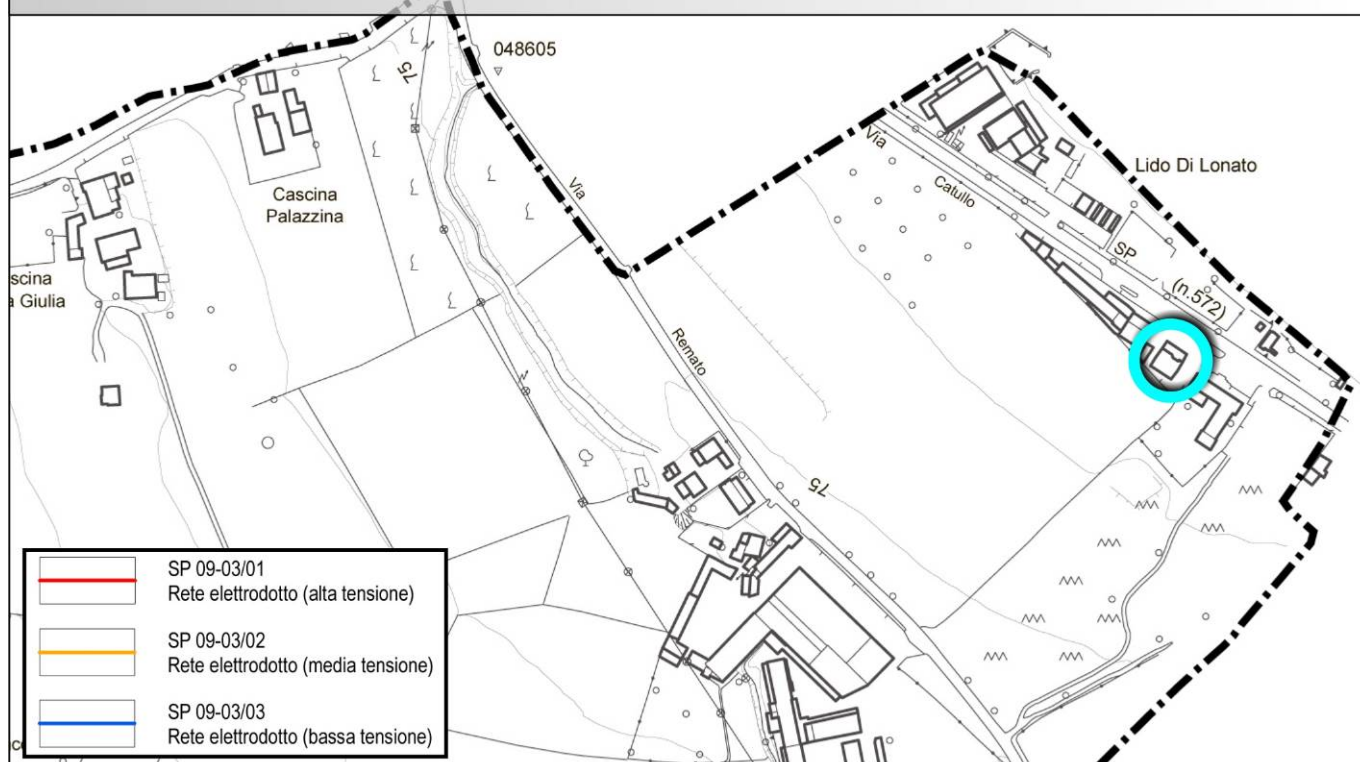 048605
75
Via
Lido Di Lonato
Catullo
Cascina
Palazzina
Via
SP
(n.572)
scina
a Giulia
Remato
75
SP 09-03/01
Rete elettrodotto (alta tensione)
SP 09-03/02
Rete elettrodotto (media tensione)
SP 09-03/03
Rete elettrodotto (bassa tensione)